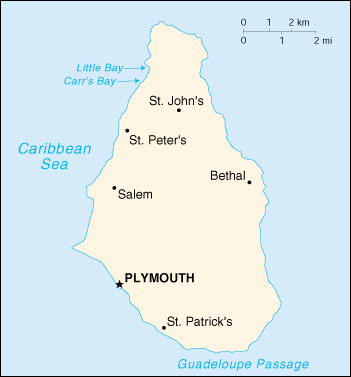 0 1 2 km
0 1 2 mi
Little Bay
Carr's Bay
St. John's
St. Peter's
Caribbean
Sea
Bethal
Salem
PLYMOUTH
St. Patrick's
Guadeloupe Passage